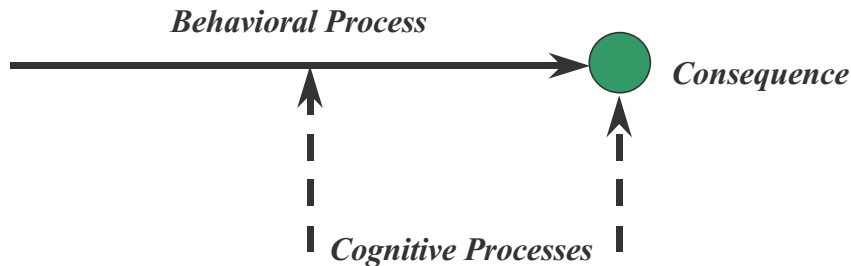 Behavioral Process
Consequence
Cognitive Processes